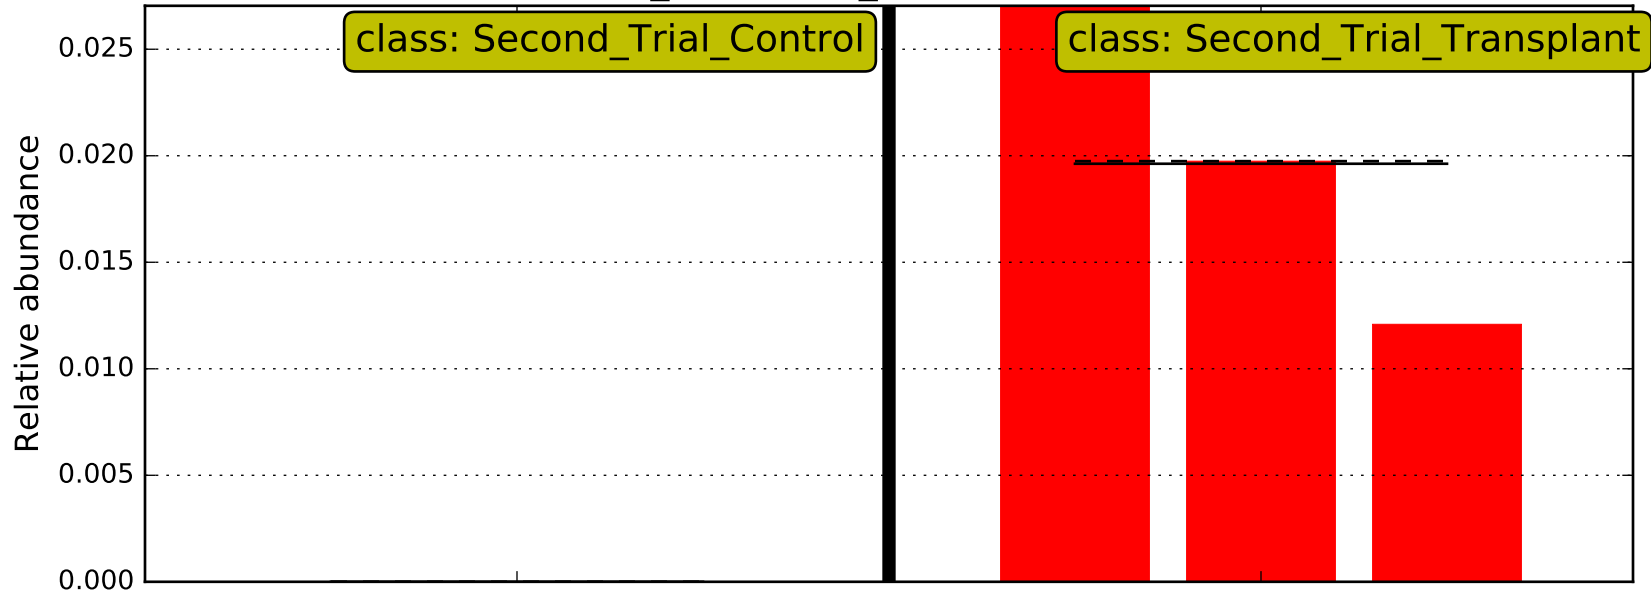 class: Second_Trial_Control
class: Second_Trial_Transplant
Relative abundance
0.025
0.020
0.015
0.010
0.005
0.000